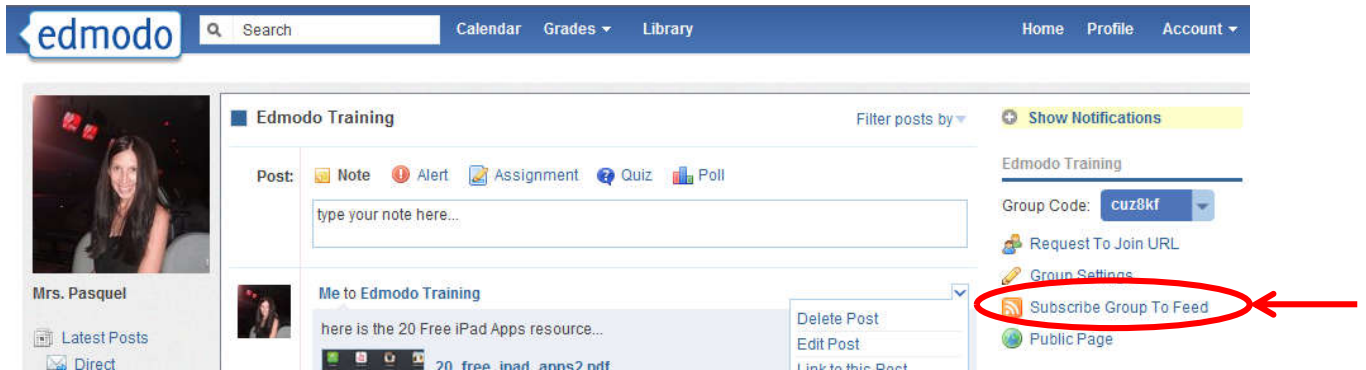 edmodo Search Calendar Grades Library Home Profile Account
Edmodo Training Filter posts by
Post: Note Alert Assignment Quiz Poll
type your note here...
Mrs. Pasquel
Latest Posts
Direct
Me to Edmodo Training
here is the 20 Free iPad Apps resource...
20_free_ipad_apps2.pdf
Delete Post
Edit Post
Link to this Post
Show Notifications
Edmodo Training
Group Code: cuz8kf
Request To Join URL
Group Settings
Subscribe Group To Feed
Public Page